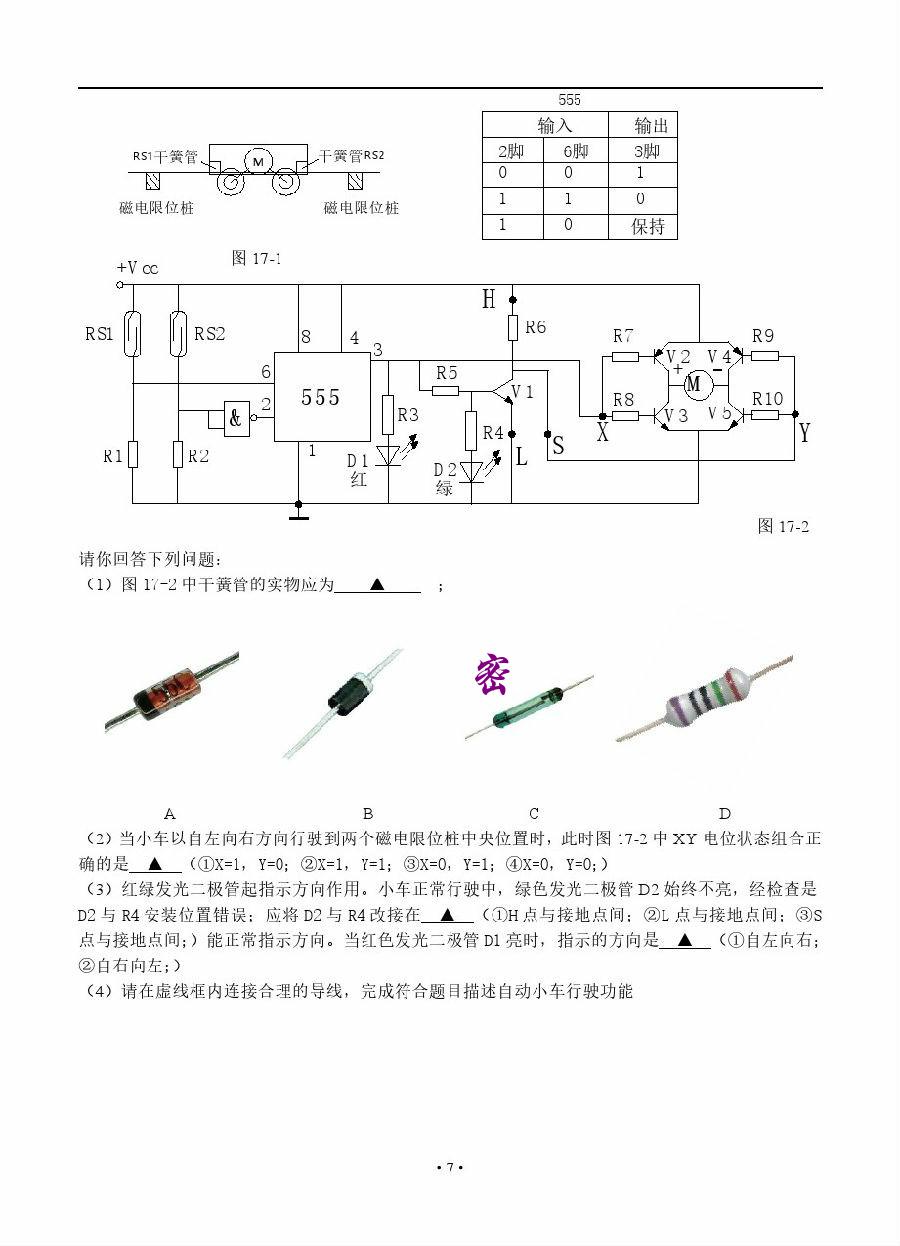 555
输入 输出
2脚 6脚 3脚
0 0 1
1 1 0
1 0 保持
RS1干簧管 M 干簧管RS2
磁电限位桩 磁电限位桩
图 17-1
+Vcc
H
RS1 RS2 8 4 R6 R7 R9
3
6 R5 V2 V4
+ M -
2 555 V1 R8 R10
& R3 V3 V5
R4 X Y
R1 R2 1 D1 L S
红 D2
绿
图 17-2
请你回答下列问题：
（1）图 17-2 中干簧管的实物应为 ▲ ；
密
A B C D
（2）当小车以自左向右方向行驶到两个磁电限位桩中央位置时，此时图 17-2 中 XY 电位状态组合正
确的是 ▲ （①X=1，Y=0；②X=1，Y=1；③X=0，Y=1；④X=0，Y=0；）
（3）红绿发光二极管起指示方向作用。小车正常行驶中，绿色发光二极管 D2 始终不亮，经检查是
D2 与 R4 安装位置错误；应将 D2 与 R4 改接在 ▲ （①H 点与接地点间；②L 点与接地点间；③S
点与接地点间；）能正常指示方向。当红色发光二极管 D1 亮时，指示的方向是 ▲ （①自左向右；
②自右向左；）
（4）请在虚线框内连接合理的导线，完成符合题目描述自动小车行驶功能
• 7 •